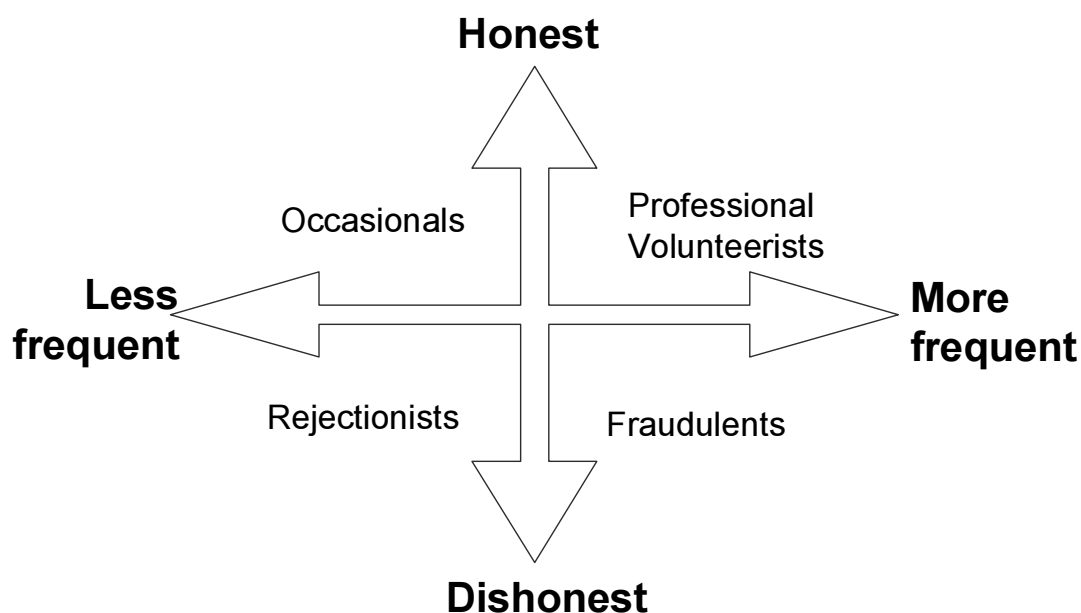 Honest
Occasionals
Professional
Volunteerists
Less
frequent
More
frequent
Rejectionists
Fraudulents
Dishonest